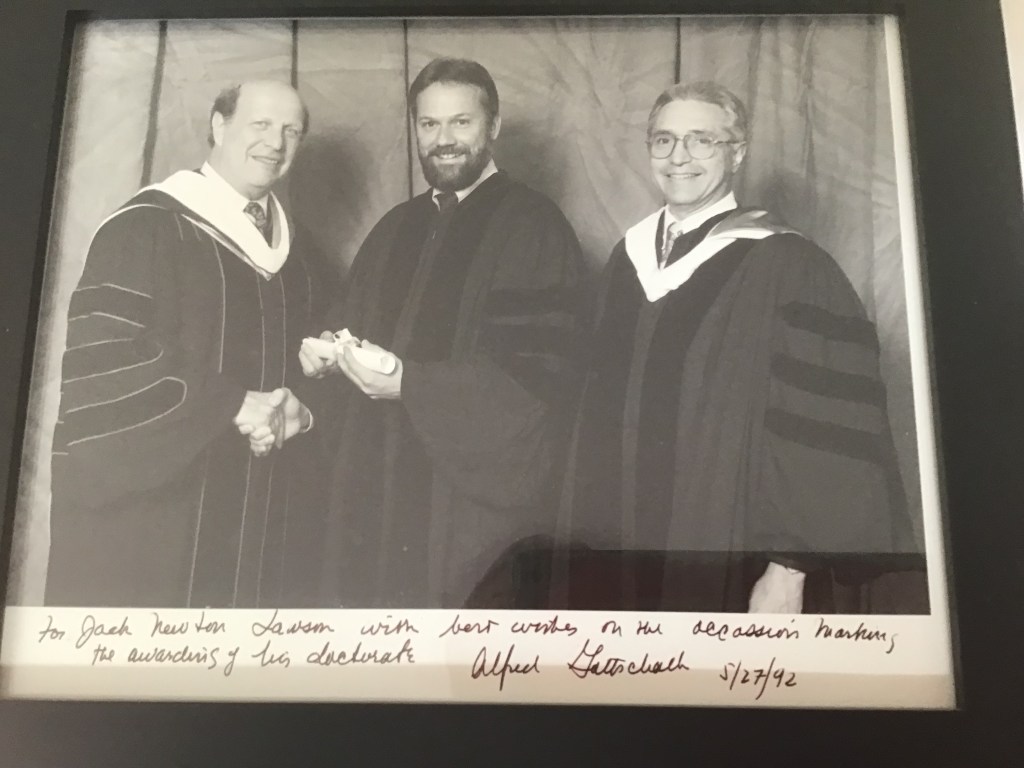 For Jack Newton Lawson with best wishes on the occassion marking
the awarding of his doctorate Alfred Gottschalk 5/27/92